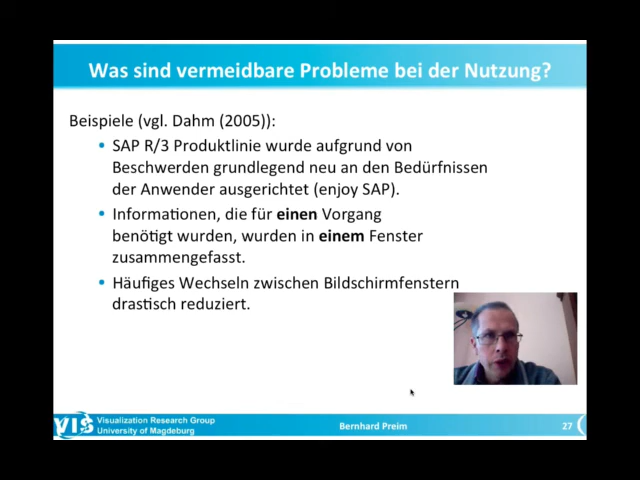 Was sind vermeidbare Probleme bei der Nutzung?
Beispiele (vgl. Dahm (2005)):
• SAP R/3 Produktlinie wurde aufgrund von
Beschwerden grundlegend neu an den Bedürfnissen
der Anwender ausgerichtet (enjoy SAP).
• Informationen, die für einen Vorgang
benötigt wurden, wurden in einem Fenster
zusammengefasst.
• Häufiges Wechseln zwischen Bildschirmfenstern
drastisch reduziert.
VIS
Visualization Research Group
University of Magdeburg
Bernhard Preim
27